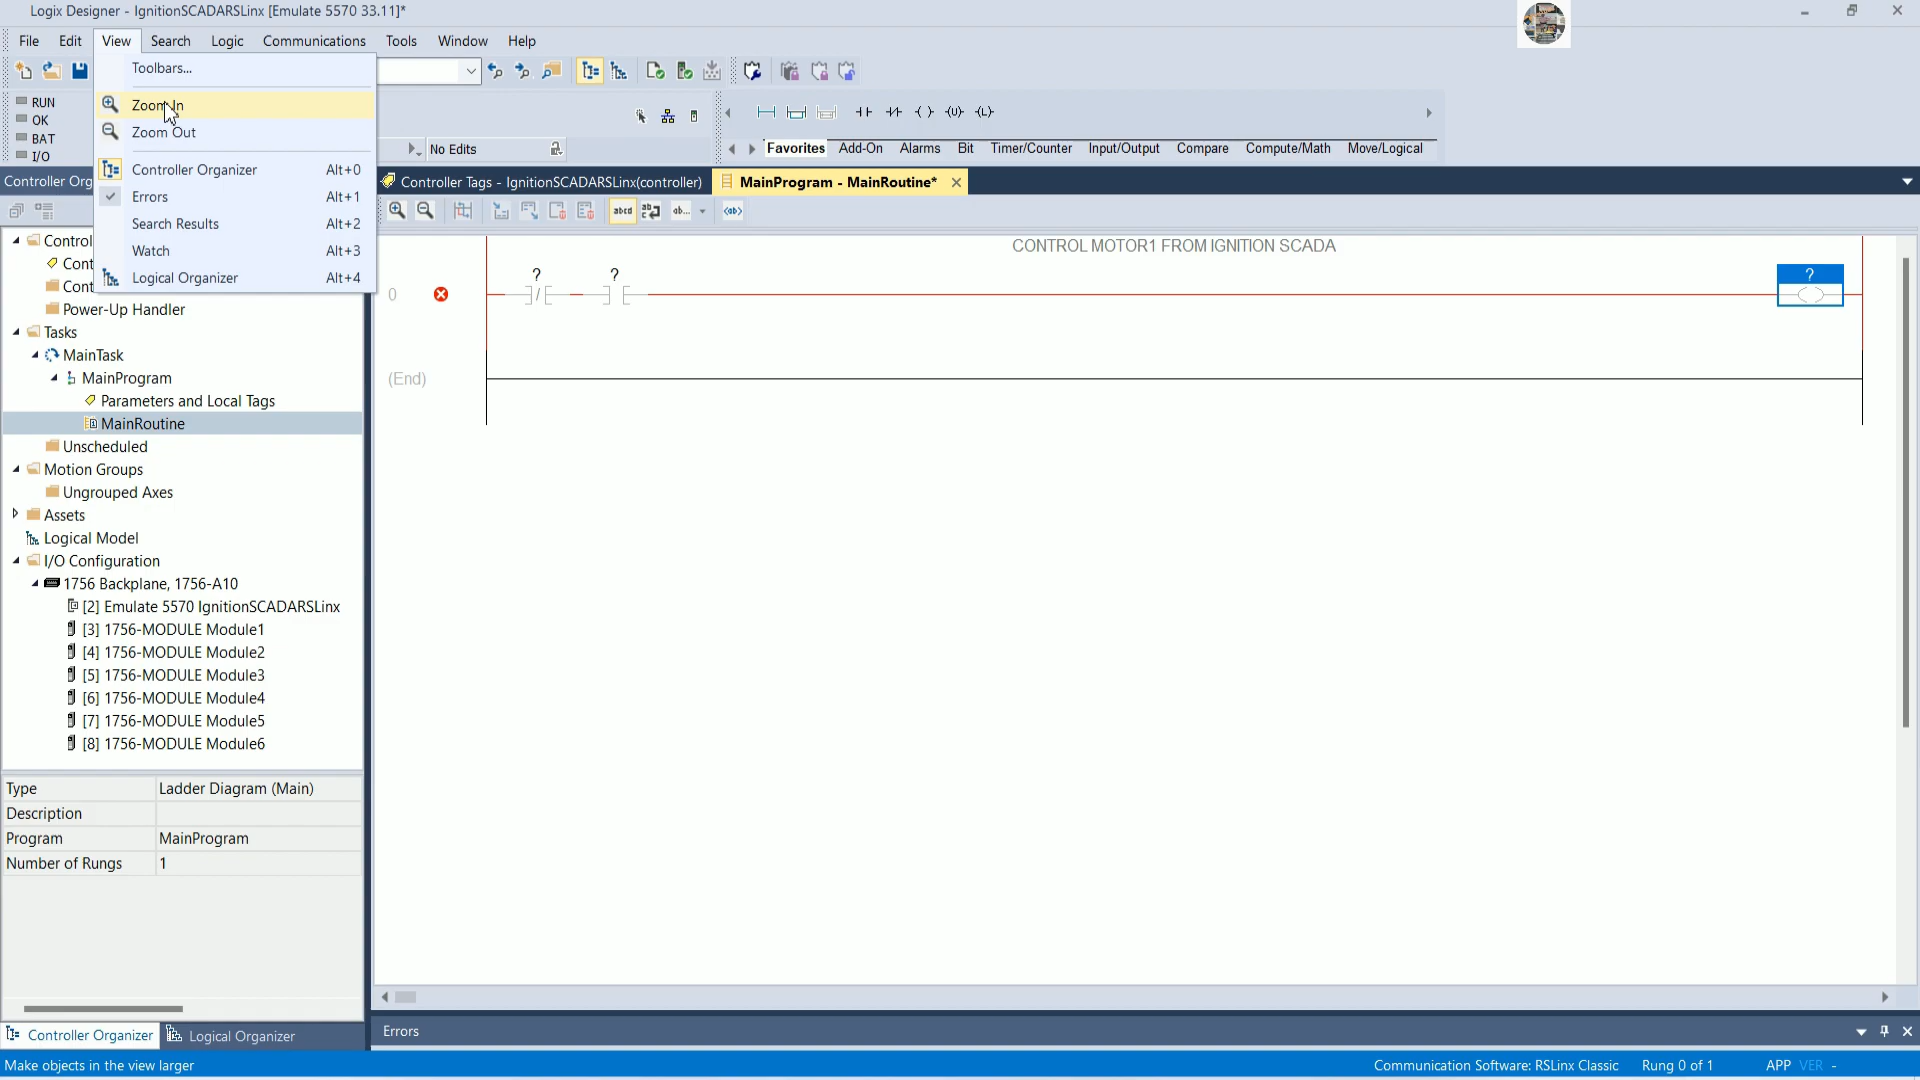 Logix Designer - IgnitionSCADARSLinx [Emulate 5570 33.11]*
File Edit View Search Logic Communications Tools Window Help
Toolbars...
Zoom In
Zoom Out
Controller Organizer Alt+0
Errors Alt+1
Search Results Alt+2
Watch Alt+3
Logical Organizer Alt+4
RUN
OK
BAT
I/O
No Edits
Favorites Add-On Alarms Bit Timer/Counter Input/Output Compare Compute/Math Move/Logical
Controller Org
Controller Tags - IgnitionSCADARSLinx(controller)
MainProgram - MainRoutine*
CONTROL MOTOR1 FROM IGNITION SCADA
? ? ?
0
(End)
Control
Cont
Cont
Power-Up Handler
Tasks
MainTask
MainProgram
Parameters and Local Tags
MainRoutine
Unscheduled
Motion Groups
Ungrouped Axes
Assets
Logical Model
I/O Configuration
1756 Backplane, 1756-A10
[2] Emulate 5570 IgnitionSCADARSLinx
[3] 1756-MODULE Module1
[4] 1756-MODULE Module2
[5] 1756-MODULE Module3
[6] 1756-MODULE Module4
[7] 1756-MODULE Module5
[8] 1756-MODULE Module6
Type Ladder Diagram (Main)
Description
Program MainProgram
Number of Rungs 1
Controller Organizer Logical Organizer
Errors
Make objects in the view larger
Communication Software: RSLinx Classic Rung 0 of 1 APP VER -